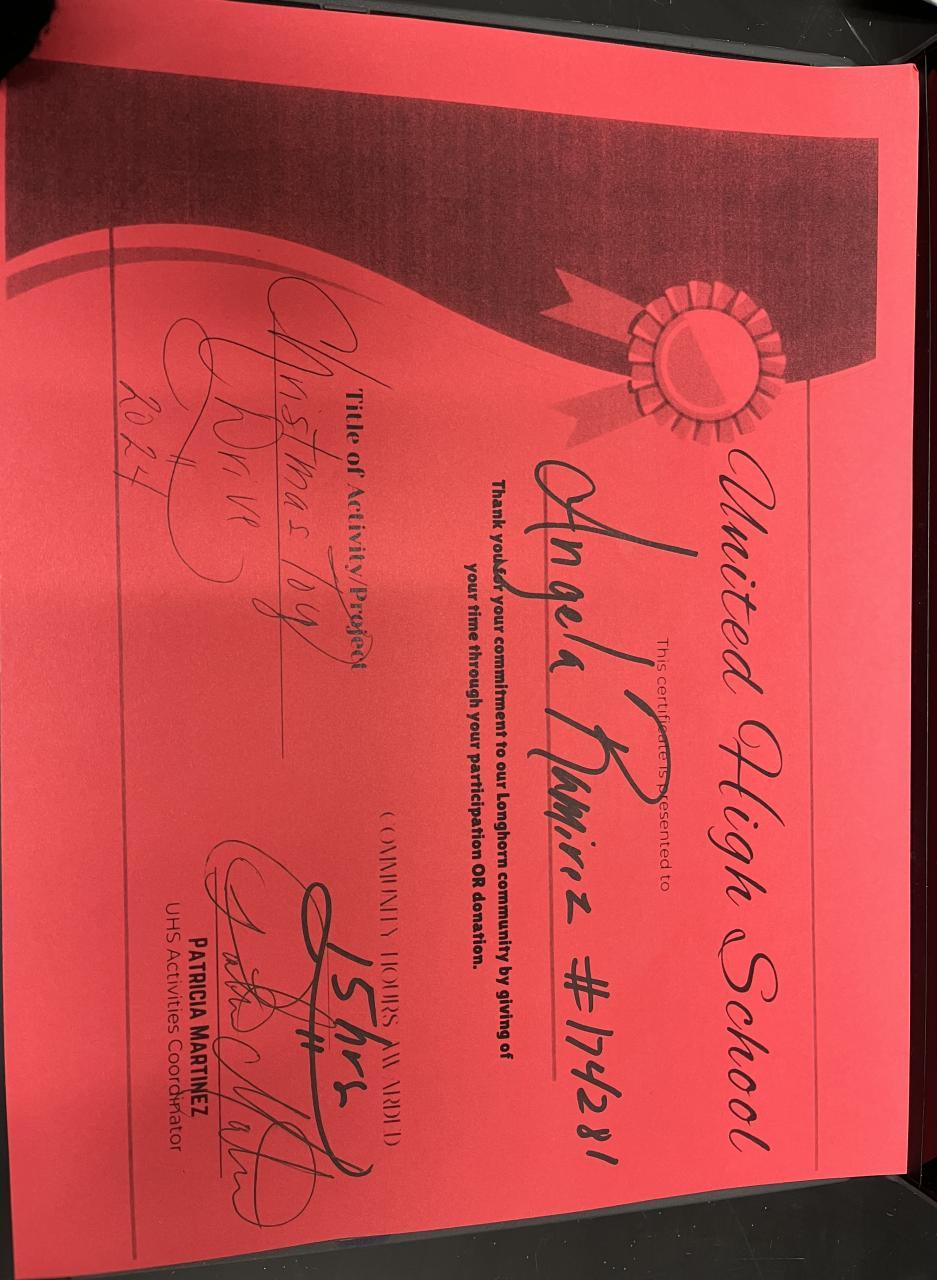 United High School
This certificate is presented to
Angela Ramirez #174281
Thank you for your commitment to our Longhorn community by giving of
your time through your participation OR donation.
Title of Activity/Project
Christmas Toy
Drive
2024
COMMUNITY HOURS AWARDED
15hrs
PATRICIA MARTINEZ
UHS Activities Coordinator